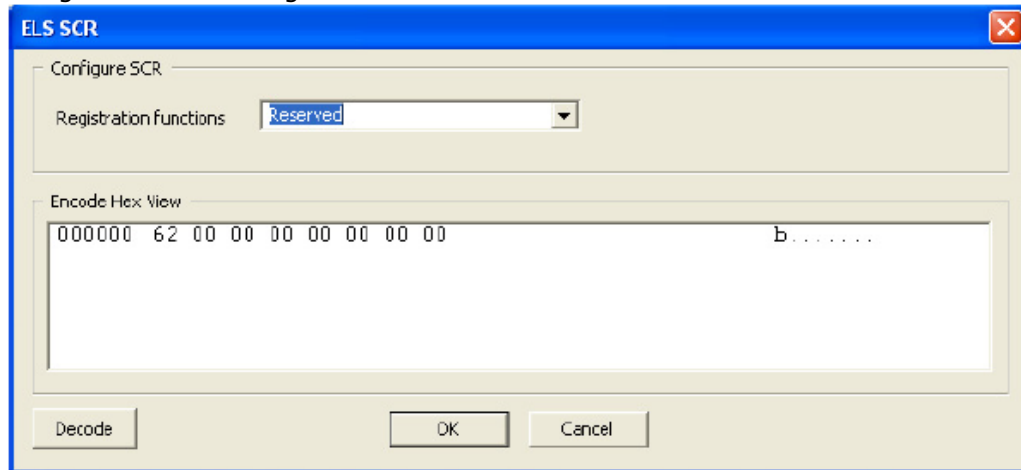 ELS SCR
Configure SCR
Registration functions Reserved
Encode Hex View
000000 62 00 00 00 00 00 00 00 b.......
Decode OK Cancel